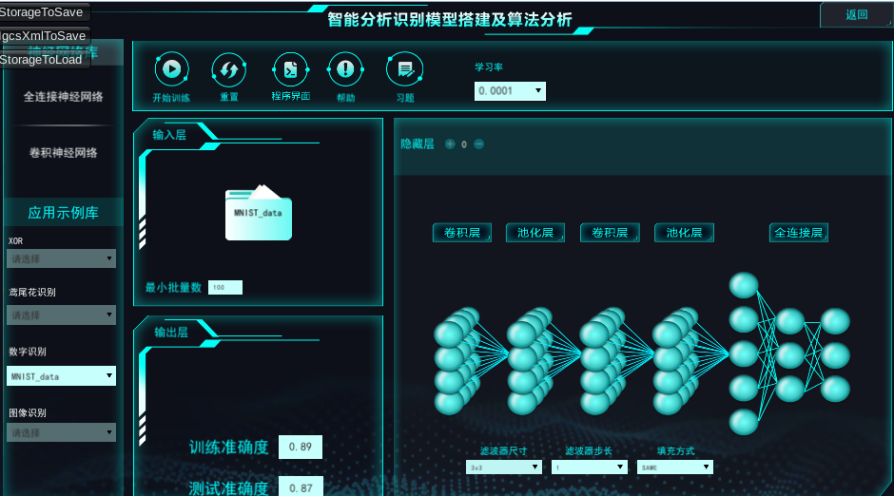 StorageToSave
IgcsXmlToSave
StorageToLoad
智能分析识别模型搭建及算法分析
返回
神经网络库
全连接神经网络
卷积神经网络
应用示例库
XOR
请选择
鸢尾花识别
请选择
数字识别
MNIST_data
图像识别
请选择
开始训练
重置
程序界面
帮助
习题
学习率
0.0001
输入层
MNIST_data
最小批量数
100
输出层
训练准确度
0.89
测试准确度
0.87
隐藏层
0
卷积层
池化层
卷积层
池化层
全连接层
滤波器尺寸
3x3
滤波器步长
1
填充方式
SAME